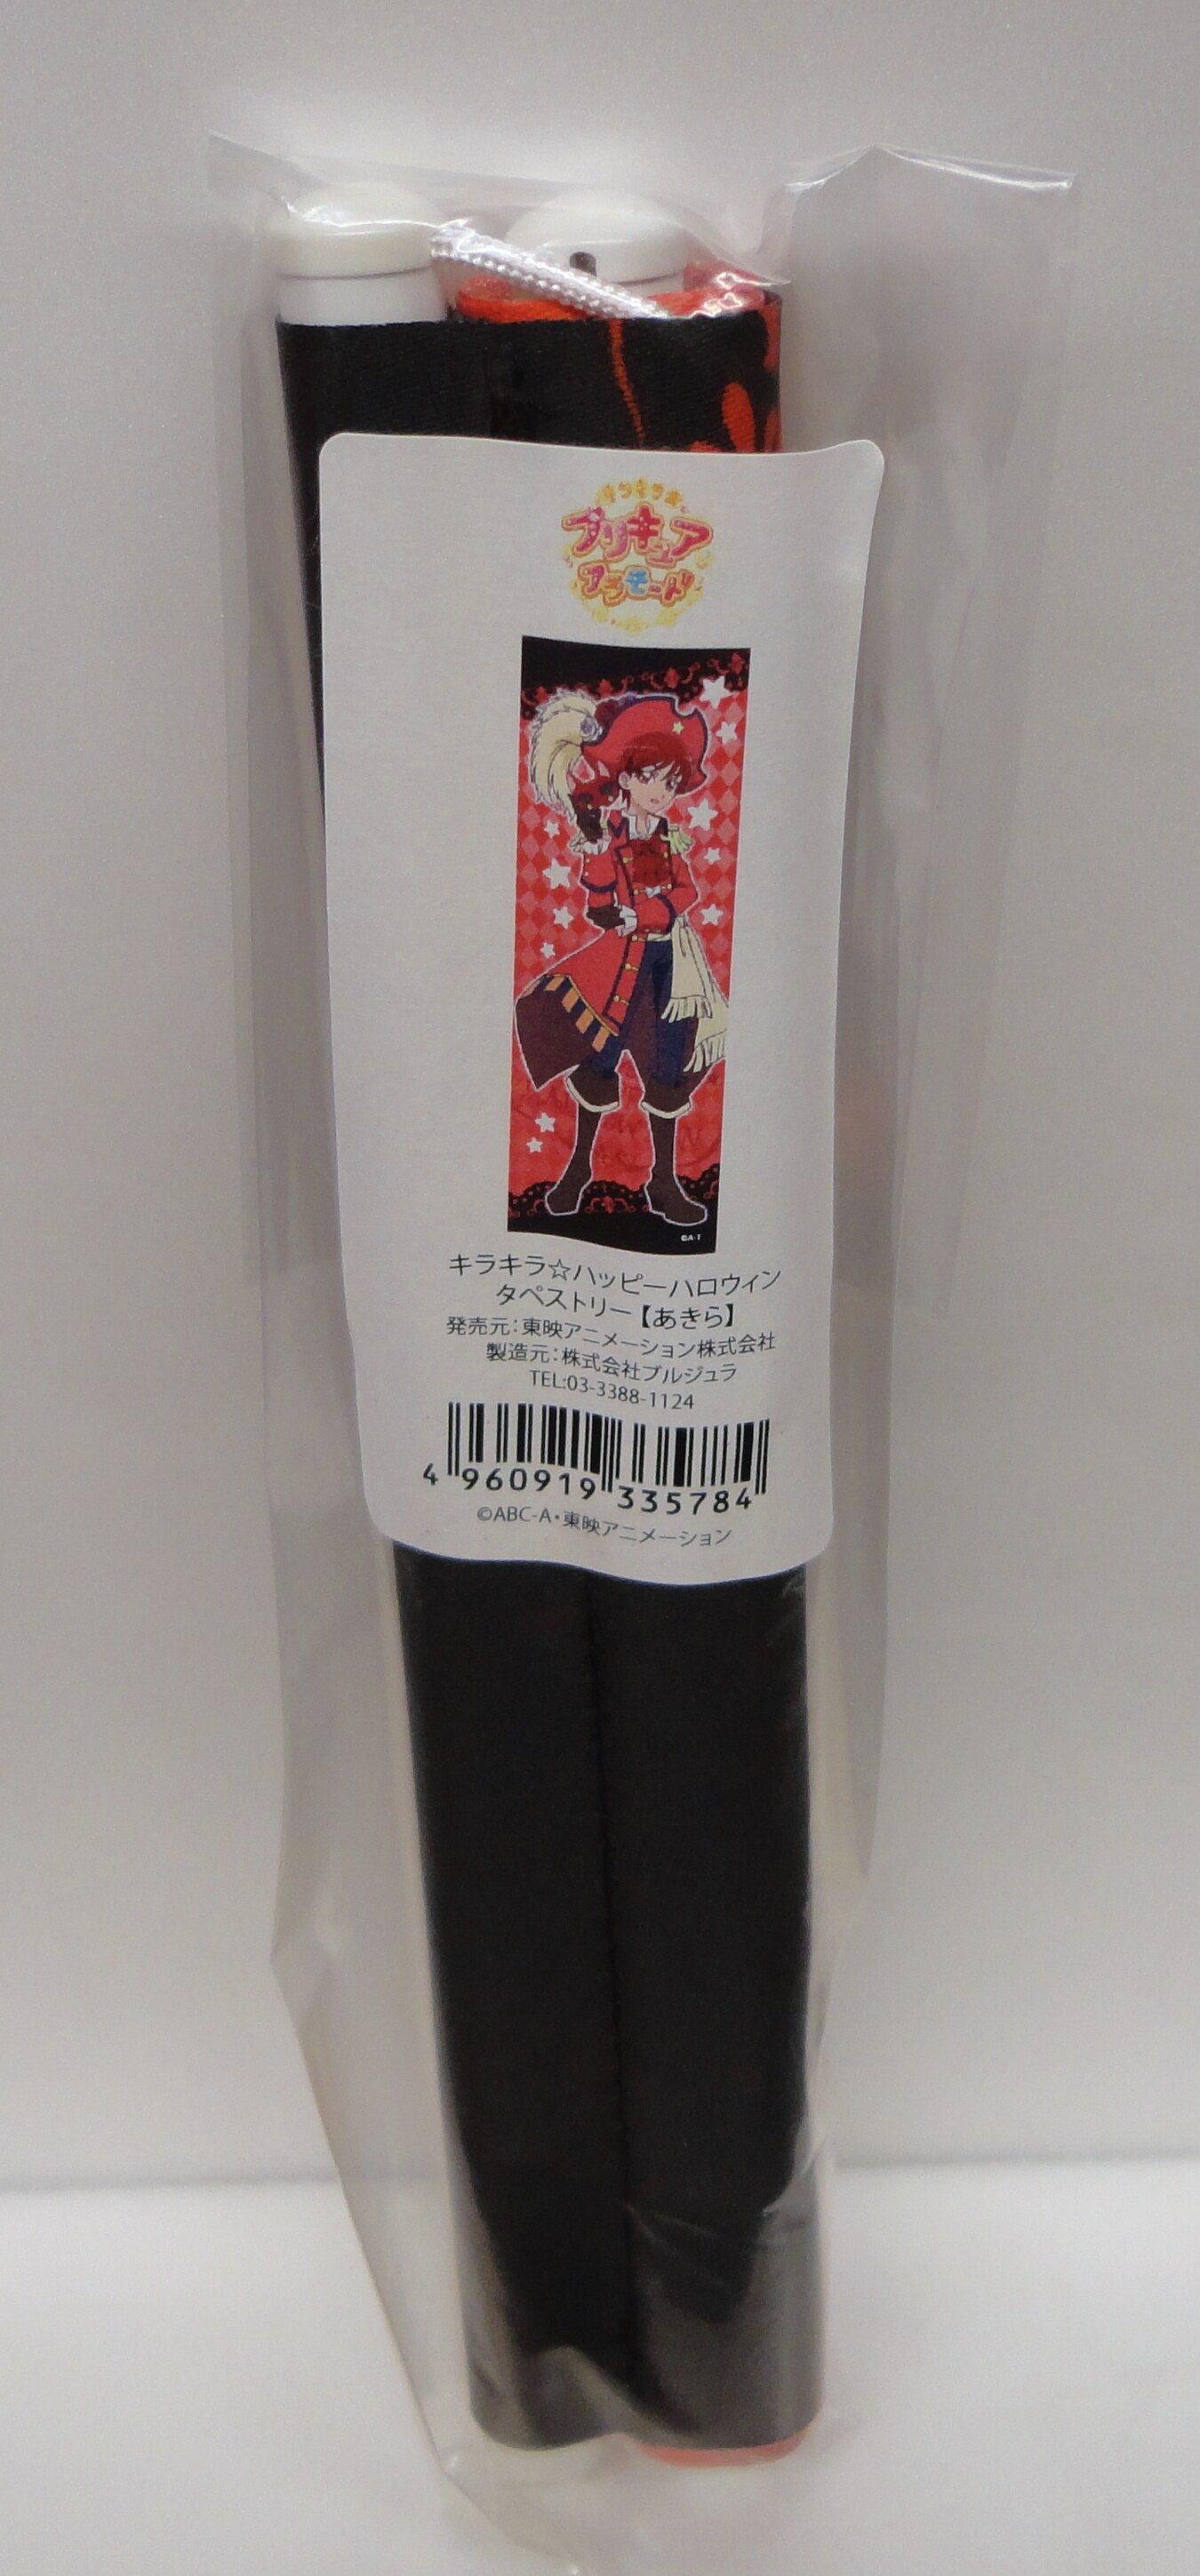 キラキラ☆
プリキュア
アラモード
©A・T
キラキラ☆ハッピーハロウィン
タペストリー【あきら】
発売元：東映アニメーション株式会社
製造元：株式会社ブルジュラ
TEL:03-3388-1124
4 960919 335784
©ABC-A・東映アニメーション